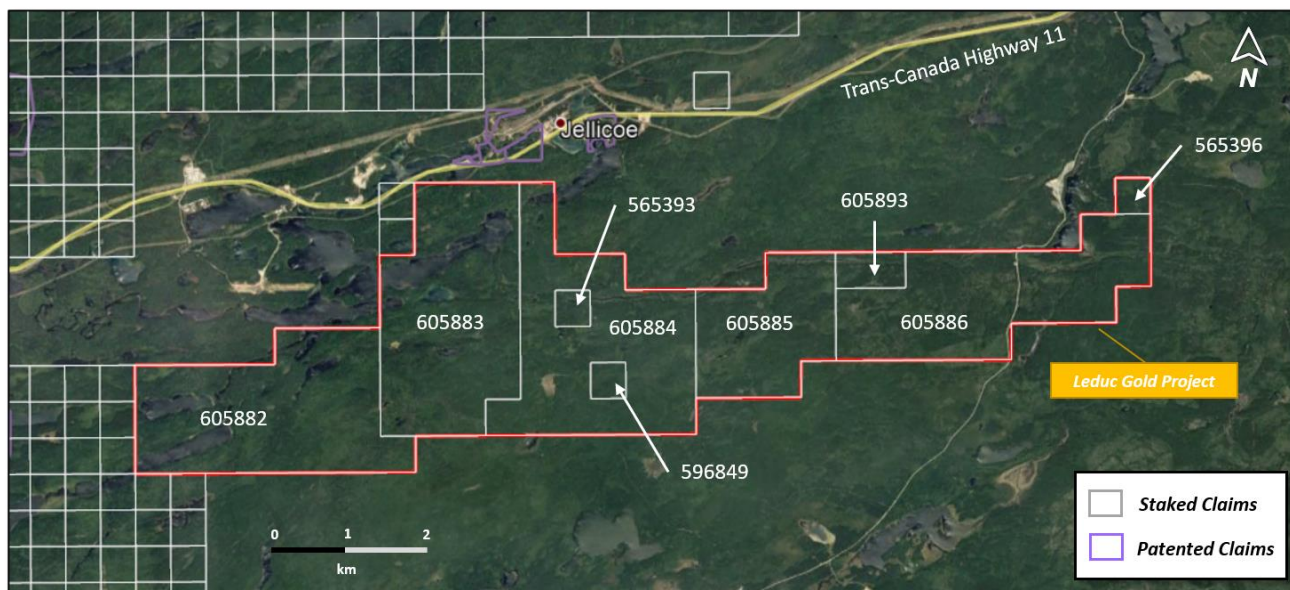 Trans-Canada Highway 11
N
Jellicoe
565396
565393
605893
605883
605884
605885
605886
Leduc Gold Project
605882
596849
0 1 2
km
Staked Claims
Patented Claims